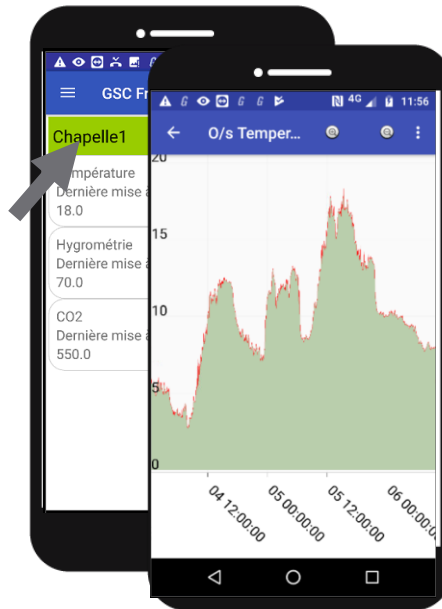 GSC Fr
Chapelle1
Température
Dernière mise à
18.0
Hygrométrie
Dernière mise à
70.0
CO2
Dernière mise à
550.0
G G G 4G 11:56
O/s Temper...
20
15
10
5
0
04 12:00:00
05 00:00:00
05 12:00:00
06 00:00:0